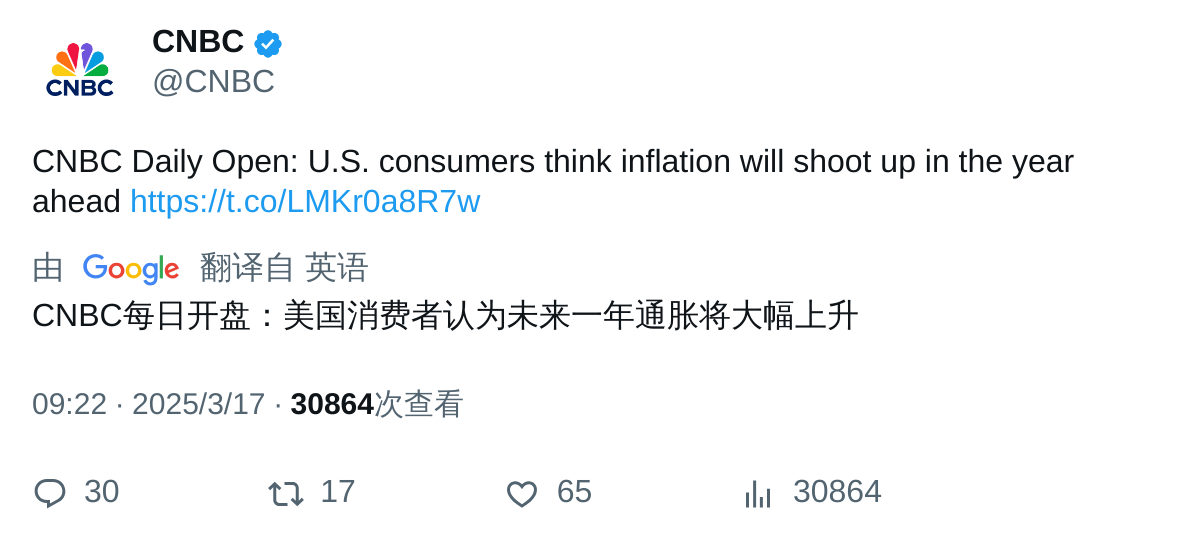 CNBC
CNBC
@CNBC
CNBC Daily Open: U.S. consumers think inflation will shoot up in the year
ahead https://t.co/LMKr0a8R7w
由 Google 翻译自 英语
CNBC每日开盘：美国消费者认为未来一年通胀将大幅上升
09:22 · 2025/3/17 · 30864次查看
30 17 65 30864